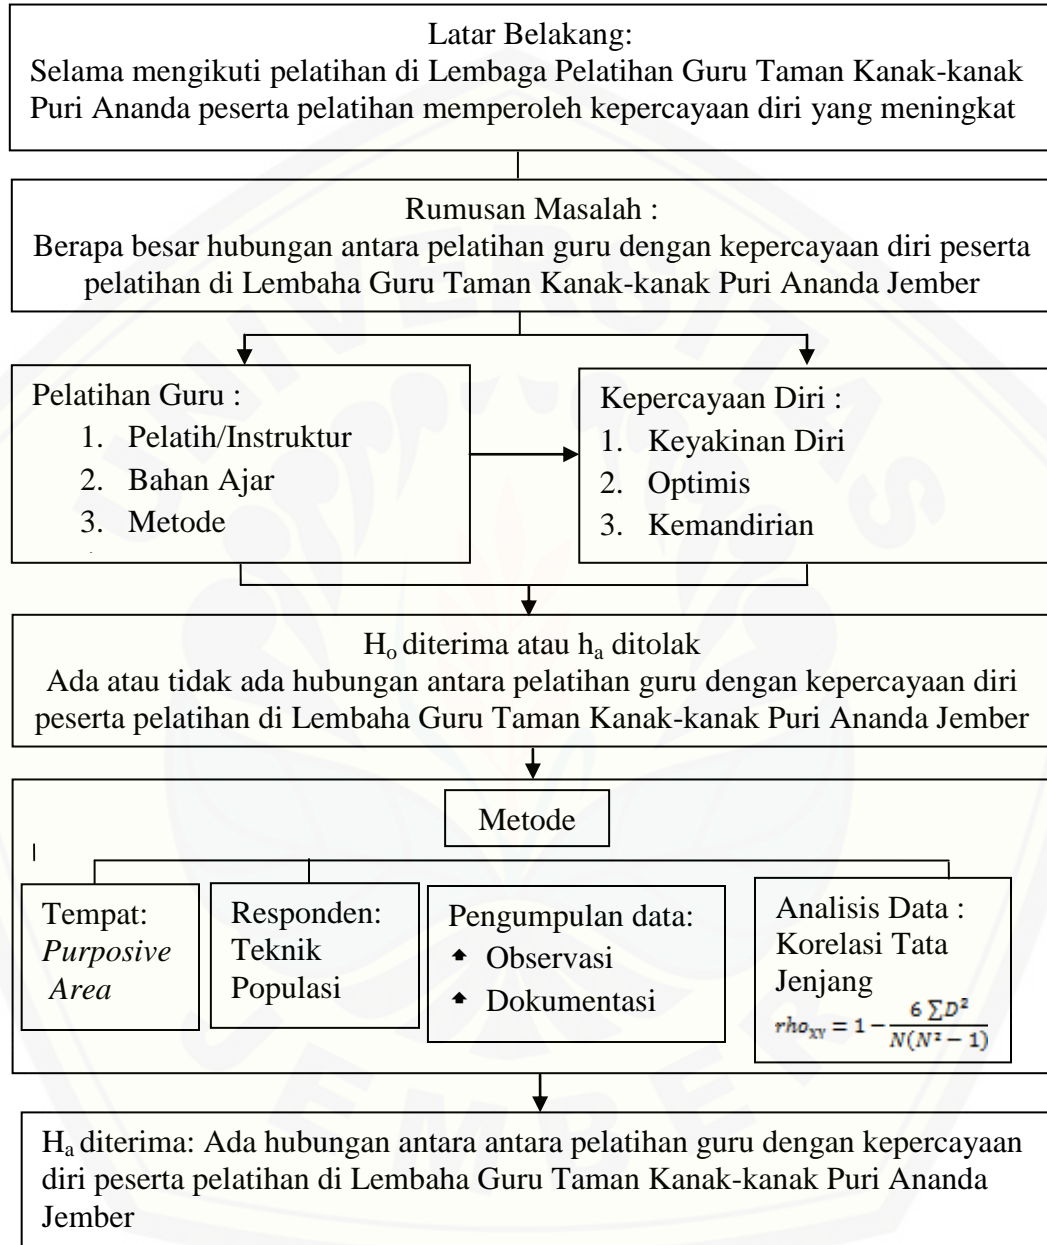 Latar Belakang:
Selama mengikuti pelatihan di Lembaga Pelatihan Guru Taman Kanak-kanak
Puri Ananda peserta pelatihan memperoleh kepercayaan diri yang meningkat
Rumusan Masalah :
Berapa besar hubungan antara pelatihan guru dengan kepercayaan diri peserta
pelatihan di Lembaha Guru Taman Kanak-kanak Puri Ananda Jember
Pelatihan Guru :
1. Pelatih/Instruktur
2. Bahan Ajar
3. Metode
Kepercayaan Diri :
1. Keyakinan Diri
2. Optimis
3. Kemandirian
Ho diterima atau ha ditolak
Ada atau tidak ada hubungan antara pelatihan guru dengan kepercayaan diri
peserta pelatihan di Lembaha Guru Taman Kanak-kanak Puri Ananda Jember
Metode
Tempat:
Purposive
Area
Responden:
Teknik
Populasi
Pengumpulan data:
Observasi
Dokumentasi
Analisis Data :
Korelasi Tata
Jenjang
rho_XY = 1 − 6 ∑D² / N(N² − 1)
Ha diterima: Ada hubungan antara antara pelatihan guru dengan kepercayaan
diri peserta pelatihan di Lembaha Guru Taman Kanak-kanak Puri Ananda
Jember
UNIVERSITAS
JEMBER